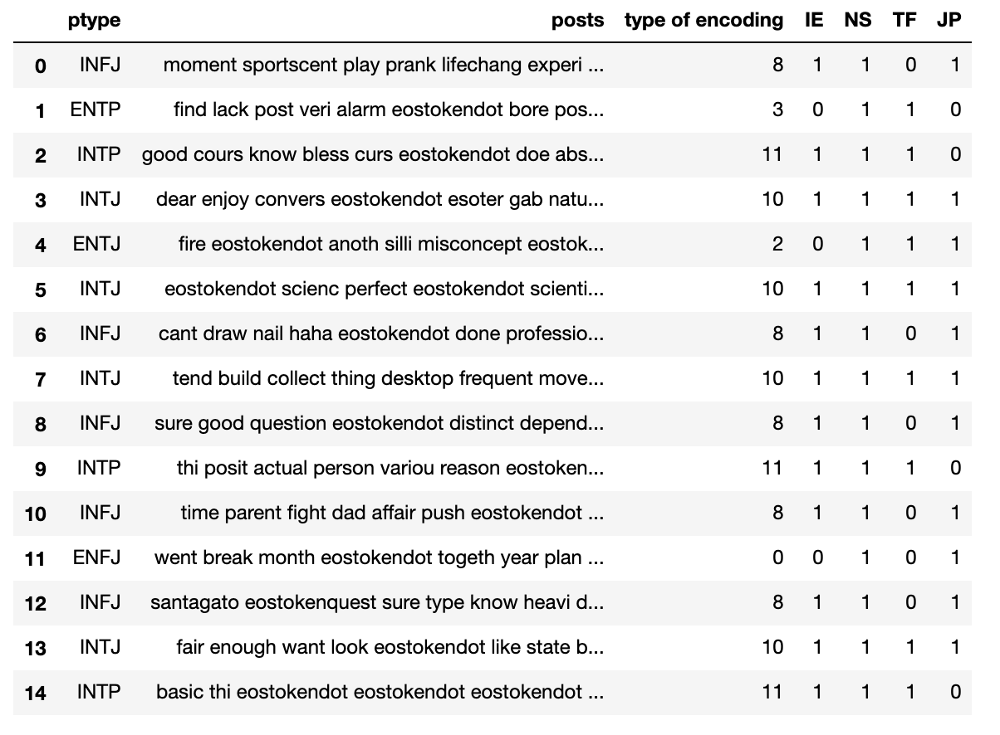 ptype posts type of encoding IE NS TF JP
0 INFJ moment sportscent play prank lifechang experi ... 8 1 1 0 1
1 ENTP find lack post veri alarm eostokendot bore pos... 3 0 1 1 0
2 INTP good cours know bless curs eostokendot doe abs... 11 1 1 1 0
3 INTJ dear enjoy convers eostokendot esoter gab natu... 10 1 1 1 1
4 ENTJ fire eostokendot anoth silli misconcept eostok... 2 0 1 1 1
5 INTJ eostokendot scienc perfect eostokendot scienti... 10 1 1 1 1
6 INFJ cant draw nail haha eostokendot done professio... 8 1 1 0 1
7 INTJ tend build collect thing desktop frequent move... 10 1 1 1 1
8 INFJ sure good question eostokendot distinct depend... 8 1 1 0 1
9 INTP thi posit actual person variou reason eostoken... 11 1 1 1 0
10 INFJ time parent fight dad affair push eostokendot ... 8 1 1 0 1
11 ENFJ went break month eostokendot togeth year plan ... 0 0 1 0 1
12 INFJ santagato eostokenquest sure type know heavi d... 8 1 1 0 1
13 INTJ fair enough want look eostokendot like state b... 10 1 1 1 1
14 INTP basic thi eostokendot eostokendot eostokendot ... 11 1 1 1 0